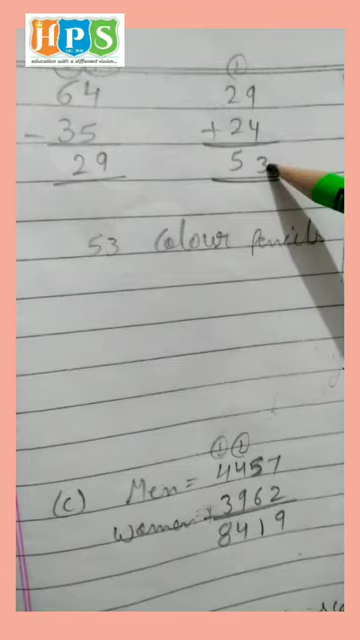 HPS
education with a different vision...
64
- 35
29
1
29
+ 24
53
53 Colour pencils
(C) Men = 4457
1 1
women = + 3962
8419